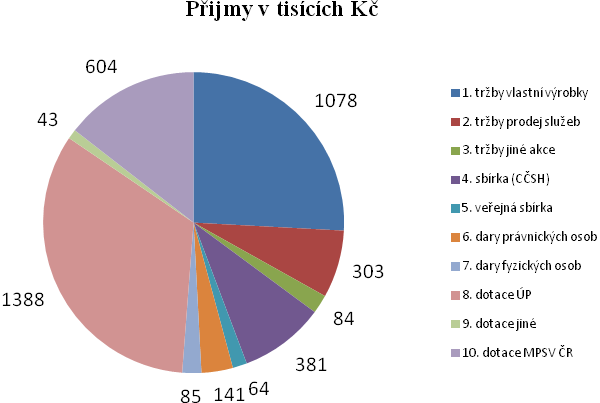 Přijmy v tisících Kč
604
1078
43
303
1388
84
381
85
141
64
1. tržby vlastní výrobky
2. tržby prodej služeb
3. tržby jiné akce
4. sbírka (CČSH)
5. veřejná sbírka
6. dary právnických osob
7. dary fyzických osob
8. dotace ÚP
9. dotace jiné
10. dotace MPSV ČR